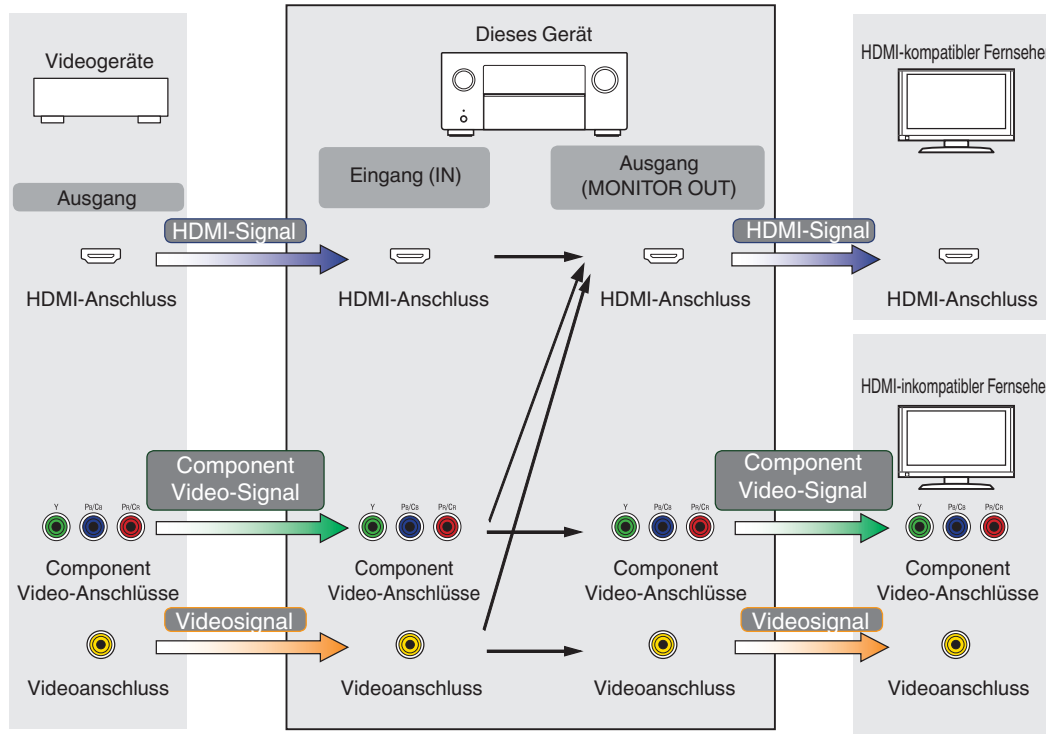 Dieses Gerät
HDMI-kompatibler Fernsehe
Videogeräte
Eingang (IN)
Ausgang
(MONITOR OUT)
Ausgang
HDMI-Signal
HDMI-Signal
HDMI-Anschluss
HDMI-Anschluss
HDMI-Anschluss
HDMI-Anschluss
HDMI-inkompatibler Fernsehe
Component
Video-Signal
Component
Video-Signal
Y PB/CB PR/CR
Y PB/CB PR/CR
Y PB/CB PR/CR
Y PB/CB PR/CR
Component
Video-Anschlüsse
Component
Video-Anschlüsse
Component
Video-Anschlüsse
Component
Video-Anschlüsse
Videosignal
Videosignal
Videoanschluss
Videoanschluss
Videoanschluss
Videoanschluss